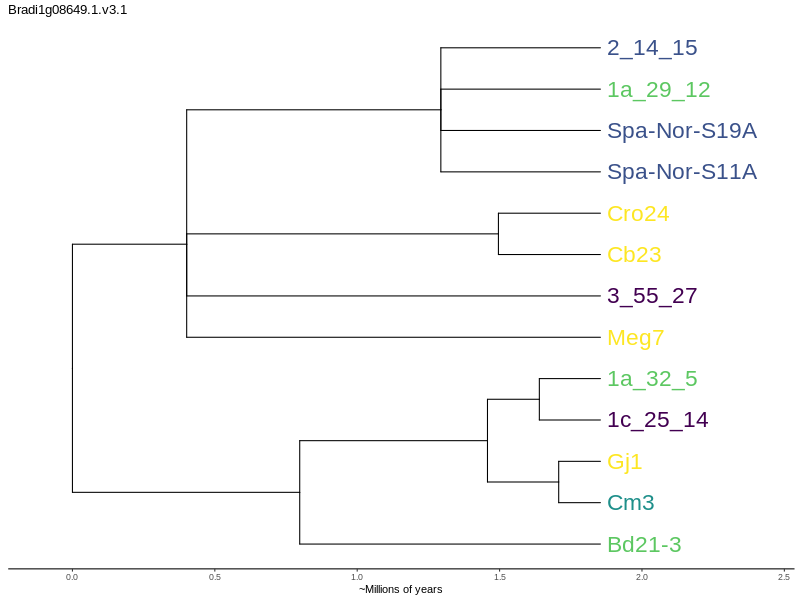 Bradi1g08649.1.v3.1
2_14_15
1a_29_12
Spa-Nor-S19A
Spa-Nor-S11A
Cro24
Cb23
3_55_27
Meg7
1a_32_5
1c_25_14
Gj1
Cm3
Bd21-3
0.0 0.5 1.0 1.5 2.0 2.5
~Millions of years